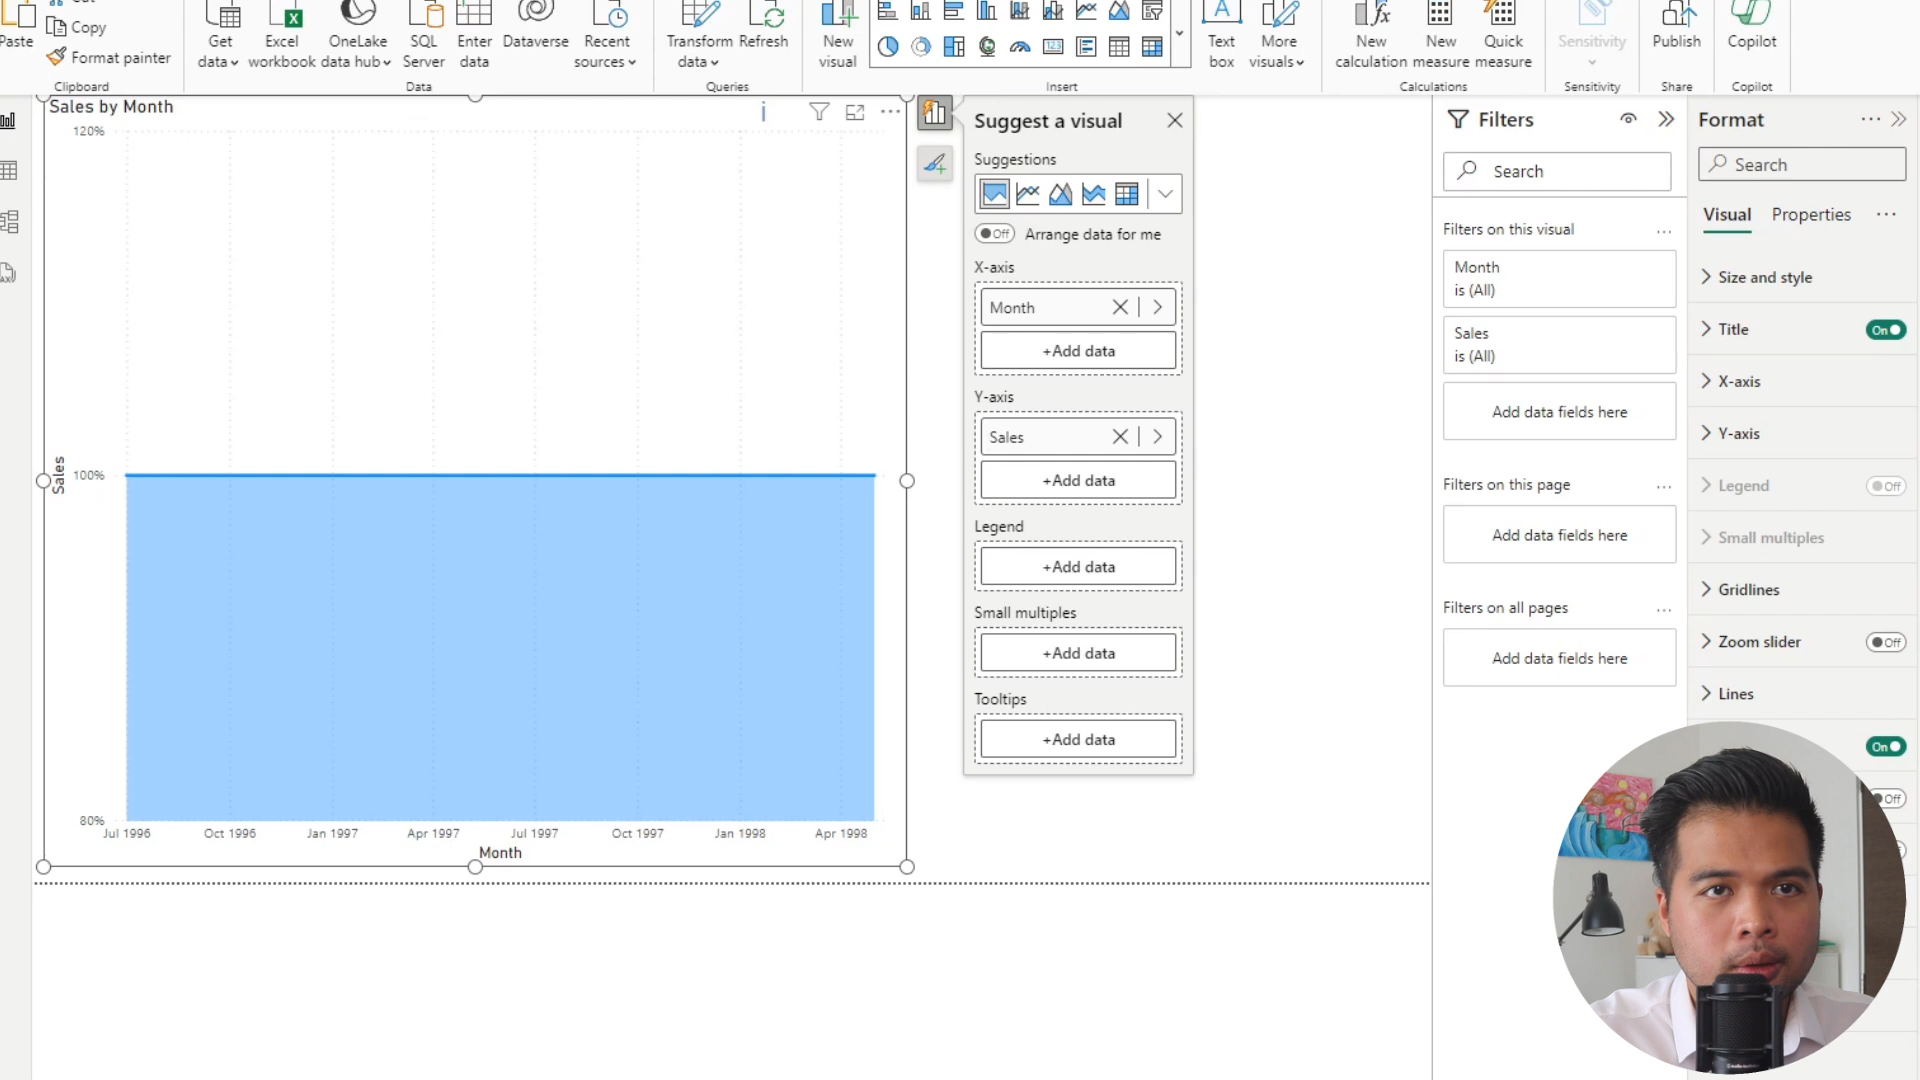 Paste
Copy
Format painter
Clipboard
Get data
Excel workbook
OneLake data hub
SQL Server
Enter data
Dataverse
Recent sources
Data
Transform data
Refresh
Queries
New visual
123
A
Text box
More visuals
Insert
fx
New calculation
New measure
Quick measure
Calculations
Sensitivity
Sensitivity
Publish
Share
Copilot
Copilot
Sales by Month
120%
100%
80%
Sales
Jul 1996
Oct 1996
Jan 1997
Apr 1997
Jul 1997
Oct 1997
Jan 1998
Apr 1998
Month
Suggest a visual
Suggestions
Off
Arrange data for me
X-axis
Month
+Add data
Y-axis
Sales
+Add data
Legend
+Add data
Small multiples
+Add data
Tooltips
+Add data
Filters
Search
Filters on this visual
Month
is (All)
Sales
is (All)
Add data fields here
Filters on this page
Add data fields here
Filters on all pages
Add data fields here
Format
Search
Visual
Properties
Size and style
Title
On
X-axis
Y-axis
Legend
Off
Small multiples
Gridlines
Zoom slider
Off
Lines
On
Off